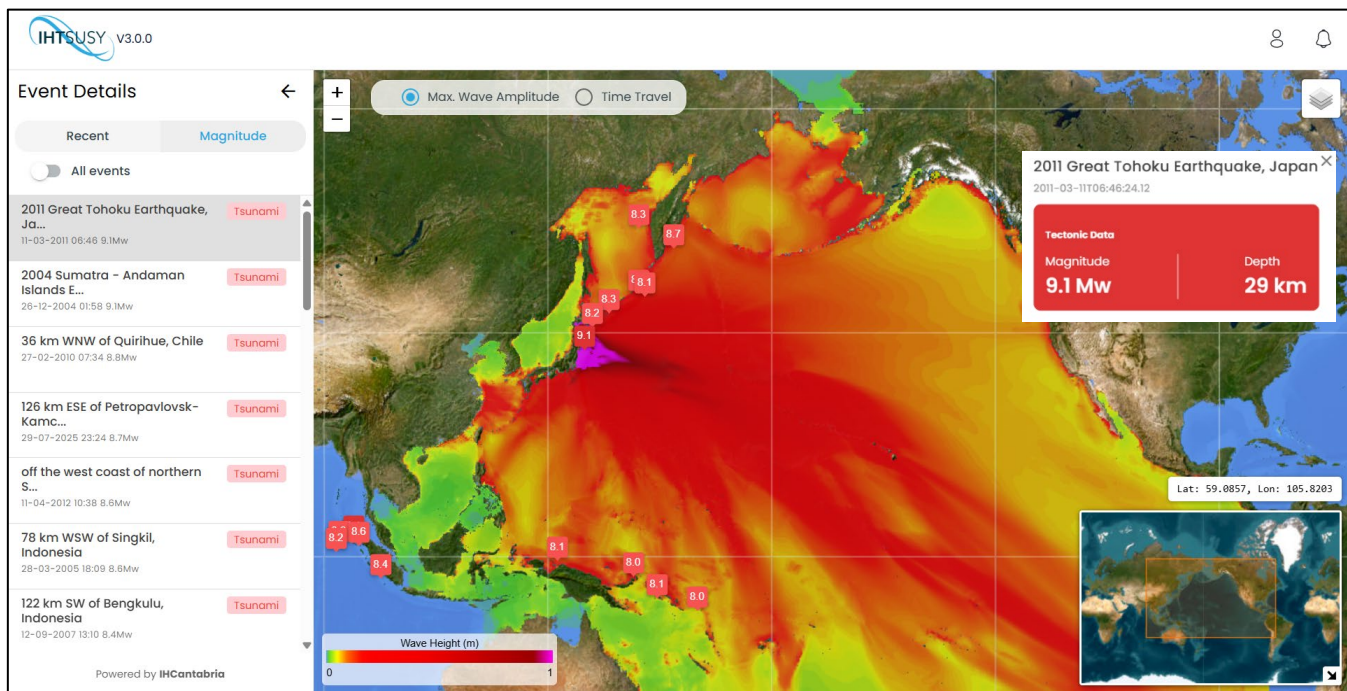 IHTSUSY V3.0.0
Event Details
Recent Magnitude
All events
2011 Great Tohoku Earthquake,
Ja...
Tsunami
11-03-2011 06:46 9.1Mw
2004 Sumatra - Andaman
Islands E...
Tsunami
26-12-2004 01:58 9.1Mw
36 km WNW of Quirihue, Chile
Tsunami
27-02-2010 07:34 8.8Mw
126 km ESE of Petropavlovsk-
Kamc...
Tsunami
29-07-2025 23:24 8.7Mw
off the west coast of northern
S...
Tsunami
11-04-2012 10:38 8.6Mw
78 km WSW of Singkil,
Indonesia
Tsunami
28-03-2005 18:09 8.6Mw
122 km SW of Bengkulu,
Indonesia
Tsunami
12-09-2007 13:10 8.4Mw
Powered by IHCantabria
+
−
Max. Wave Amplitude Time Travel
2011 Great Tohoku Earthquake, Japan
2011-03-11T06:46:24.12
Tectonic Data
Magnitude Depth
9.1 Mw 29 km
8.3
8.7
8.1
8.3
8.2
9.1
8.6
8.2
8.4
8.1
8.0
8.1
8.0
Lat: 59.0857, Lon: 105.8203
Wave Height (m)
0 1